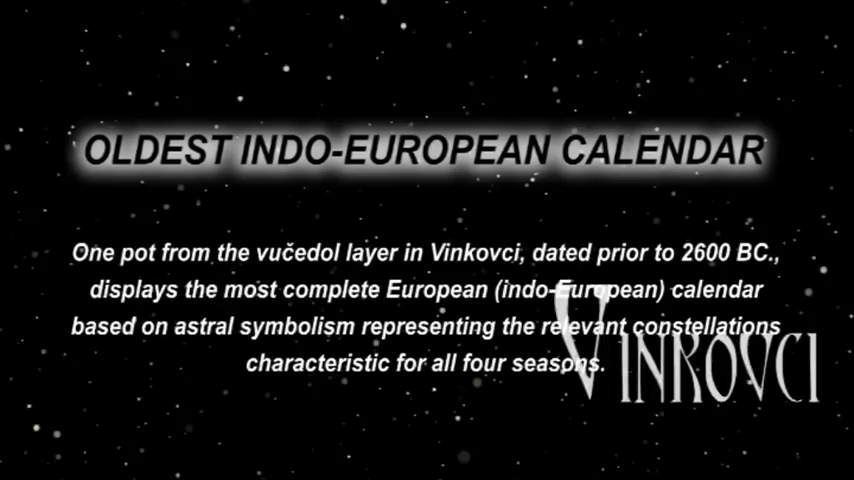 OLDEST INDO-EUROPEAN CALENDAR
One pot from the vučedol layer in Vinkovci, dated prior to 2600 BC.,
displays the most complete European (indo-European) calendar
based on astral symbolism representing the relevant constellations
characteristic for all four seasons.
VINKOVCI